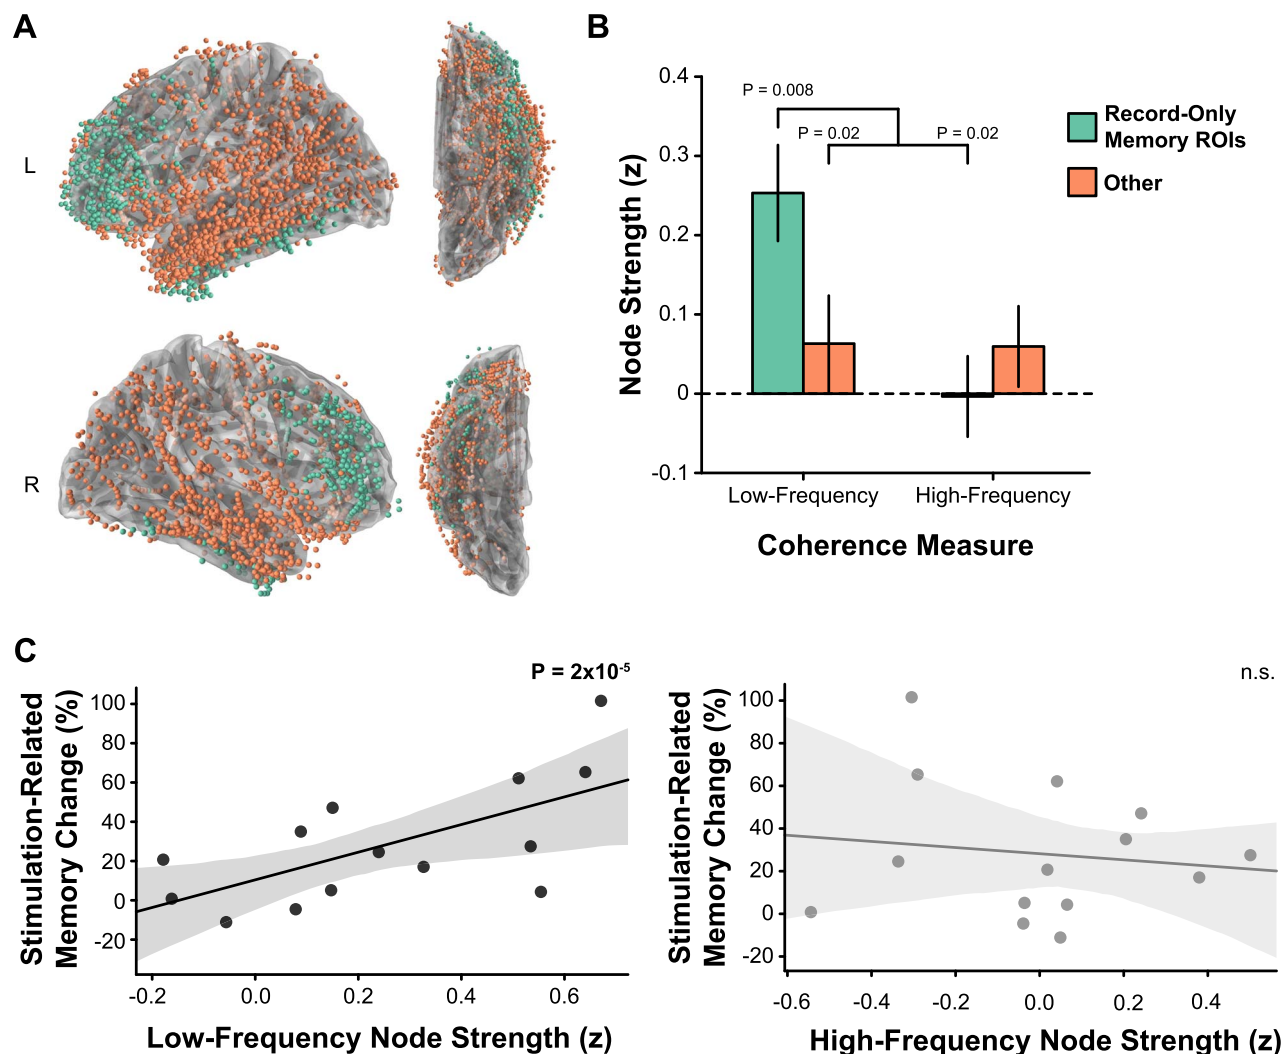 A
L
R
B
Node Strength (z)
0.4
0.3
0.2
0.1
0
-0.1
P = 0.008
P = 0.02
P = 0.02
Record-Only
Memory ROIs
Other
Low-Frequency
High-Frequency
Coherence Measure
C
P = 2x10-5
Stimulation-Related
Memory Change (%)
100
80
60
40
20
0
-20
-0.2
0.0
0.2
0.4
0.6
Low-Frequency Node Strength (z)
n.s.
Stimulation-Related
Memory Change (%)
100
80
60
40
20
0
-20
-0.6
-0.4
-0.2
0.0
0.2
0.4
High-Frequency Node Strength (z)